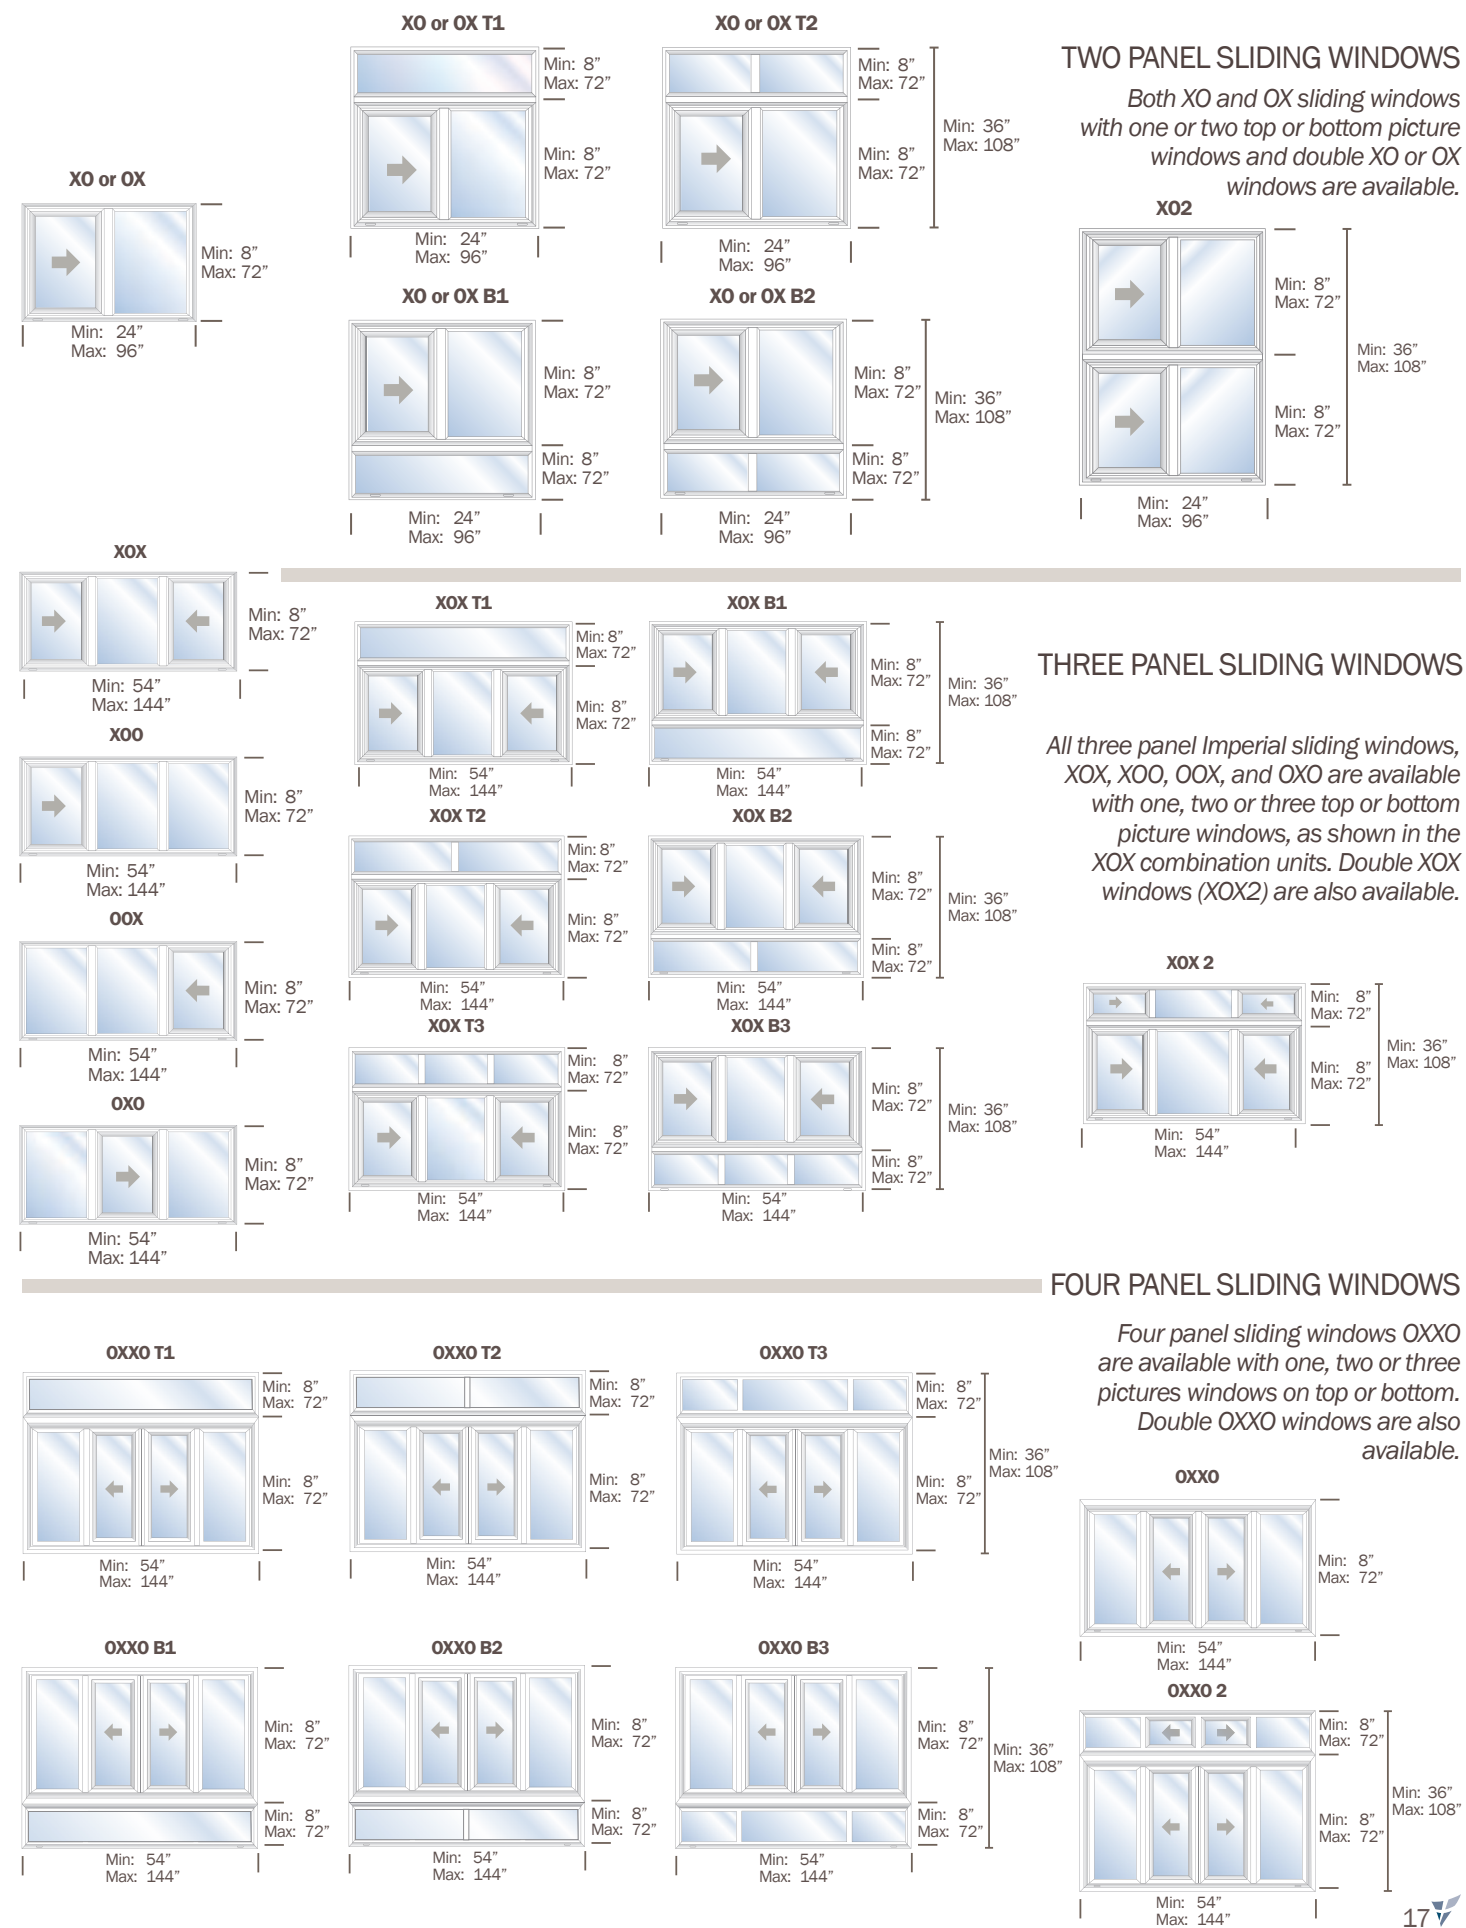 TWO PANEL SLIDING WINDOWS
Both XO and OX sliding windows
with one or two top or bottom picture
windows and double XO or OX
windows are available.
XO or OX
Min: 8”
Max: 72”
Min: 24”
Max: 96”
XO or OX T1
Min: 8”
Max: 72”
Min: 8”
Max: 72”
Min: 24”
Max: 96”
XO or OX T2
Min: 8”
Max: 72”
Min: 8”
Max: 72”
Min: 36”
Max: 108”
Min: 24”
Max: 96”
XO or OX B1
Min: 8”
Max: 72”
Min: 8”
Max: 72”
Min: 24”
Max: 96”
XO or OX B2
Min: 8”
Max: 72”
Min: 8”
Max: 72”
Min: 36”
Max: 108”
Min: 24”
Max: 96”
XO2
Min: 8”
Max: 72”
Min: 8”
Max: 72”
Min: 36”
Max: 108”
Min: 24”
Max: 96”
THREE PANEL SLIDING WINDOWS
All three panel Imperial sliding windows,
XOX, XOO, OOX, and OXO are available
with one, two or three top or bottom
picture windows, as shown in the
XOX combination units. Double XOX
windows (XOX2) are also available.
XOX
Min: 8”
Max: 72”
Min: 54”
Max: 144”
XOO
Min: 8”
Max: 72”
Min: 54”
Max: 144”
OOX
Min: 8”
Max: 72”
Min: 54”
Max: 144”
OXO
Min: 8”
Max: 72”
Min: 54”
Max: 144”
XOX T1
Min: 8”
Max: 72”
Min: 8”
Max: 72”
Min: 54”
Max: 144”
XOX B1
Min: 8”
Max: 72”
Min: 8”
Max: 72”
Min: 36”
Max: 108”
Min: 54”
Max: 144”
XOX T2
Min: 8”
Max: 72”
Min: 8”
Max: 72”
Min: 54”
Max: 144”
XOX B2
Min: 8”
Max: 72”
Min: 8”
Max: 72”
Min: 36”
Max: 108”
Min: 54”
Max: 144”
XOX T3
Min: 8”
Max: 72”
Min: 8”
Max: 72”
Min: 54”
Max: 144”
XOX B3
Min: 8”
Max: 72”
Min: 8”
Max: 72”
Min: 36”
Max: 108”
Min: 54”
Max: 144”
XOX 2
Min: 8”
Max: 72”
Min: 8”
Max: 72”
Min: 36”
Max: 108”
Min: 54”
Max: 144”
FOUR PANEL SLIDING WINDOWS
Four panel sliding windows OXXO
are available with one, two or three
pictures windows on top or bottom.
Double OXXO windows are also
available.
OXXO T1
Min: 8”
Max: 72”
Min: 8”
Max: 72”
Min: 54”
Max: 144”
OXXO T2
Min: 8”
Max: 72”
Min: 8”
Max: 72”
Min: 54”
Max: 144”
OXXO T3
Min: 8”
Max: 72”
Min: 8”
Max: 72”
Min: 36”
Max: 108”
Min: 54”
Max: 144”
OXXO
Min: 8”
Max: 72”
Min: 54”
Max: 144”
OXXO B1
Min: 8”
Max: 72”
Min: 8”
Max: 72”
Min: 54”
Max: 144”
OXXO B2
Min: 8”
Max: 72”
Min: 8”
Max: 72”
Min: 54”
Max: 144”
OXXO B3
Min: 8”
Max: 72”
Min: 8”
Max: 72”
Min: 36”
Max: 108”
Min: 54”
Max: 144”
OXXO 2
Min: 8”
Max: 72”
Min: 8”
Max: 72”
Min: 36”
Max: 108”
Min: 54”
Max: 144”
17